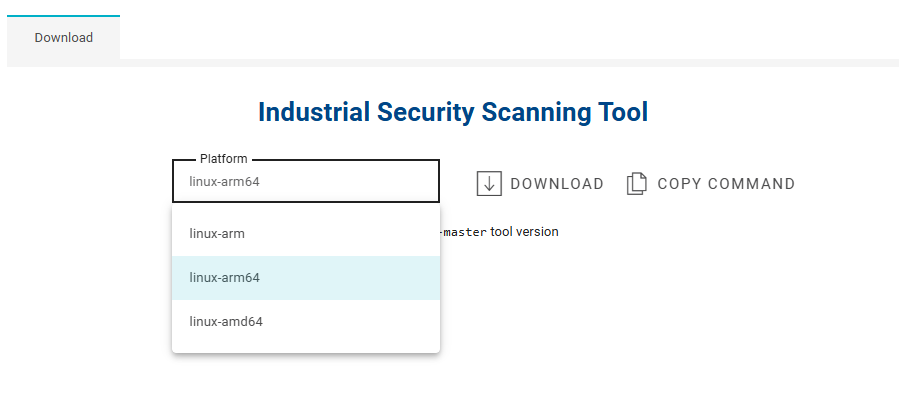 Download
Industrial Security Scanning Tool
Platform
linux-arm64
DOWNLOAD
COPY COMMAND
-master tool version
linux-arm
linux-arm64
linux-amd64